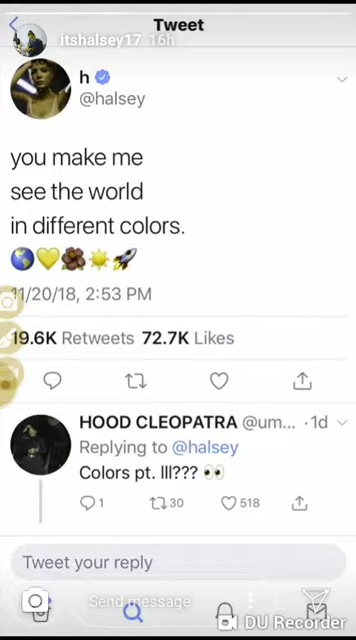 Tweet
itshalsey17 16h
h
@halsey
you make me
see the world
in different colors.
🌎💛🌺☀️🚀
11/20/18, 2:53 PM
19.6K Retweets 72.7K Likes
HOOD CLEOPATRA @um... · 1d
Replying to @halsey
Colors pt. III??? 👀
1 30 518
Tweet your reply
Send message
DU Recorder